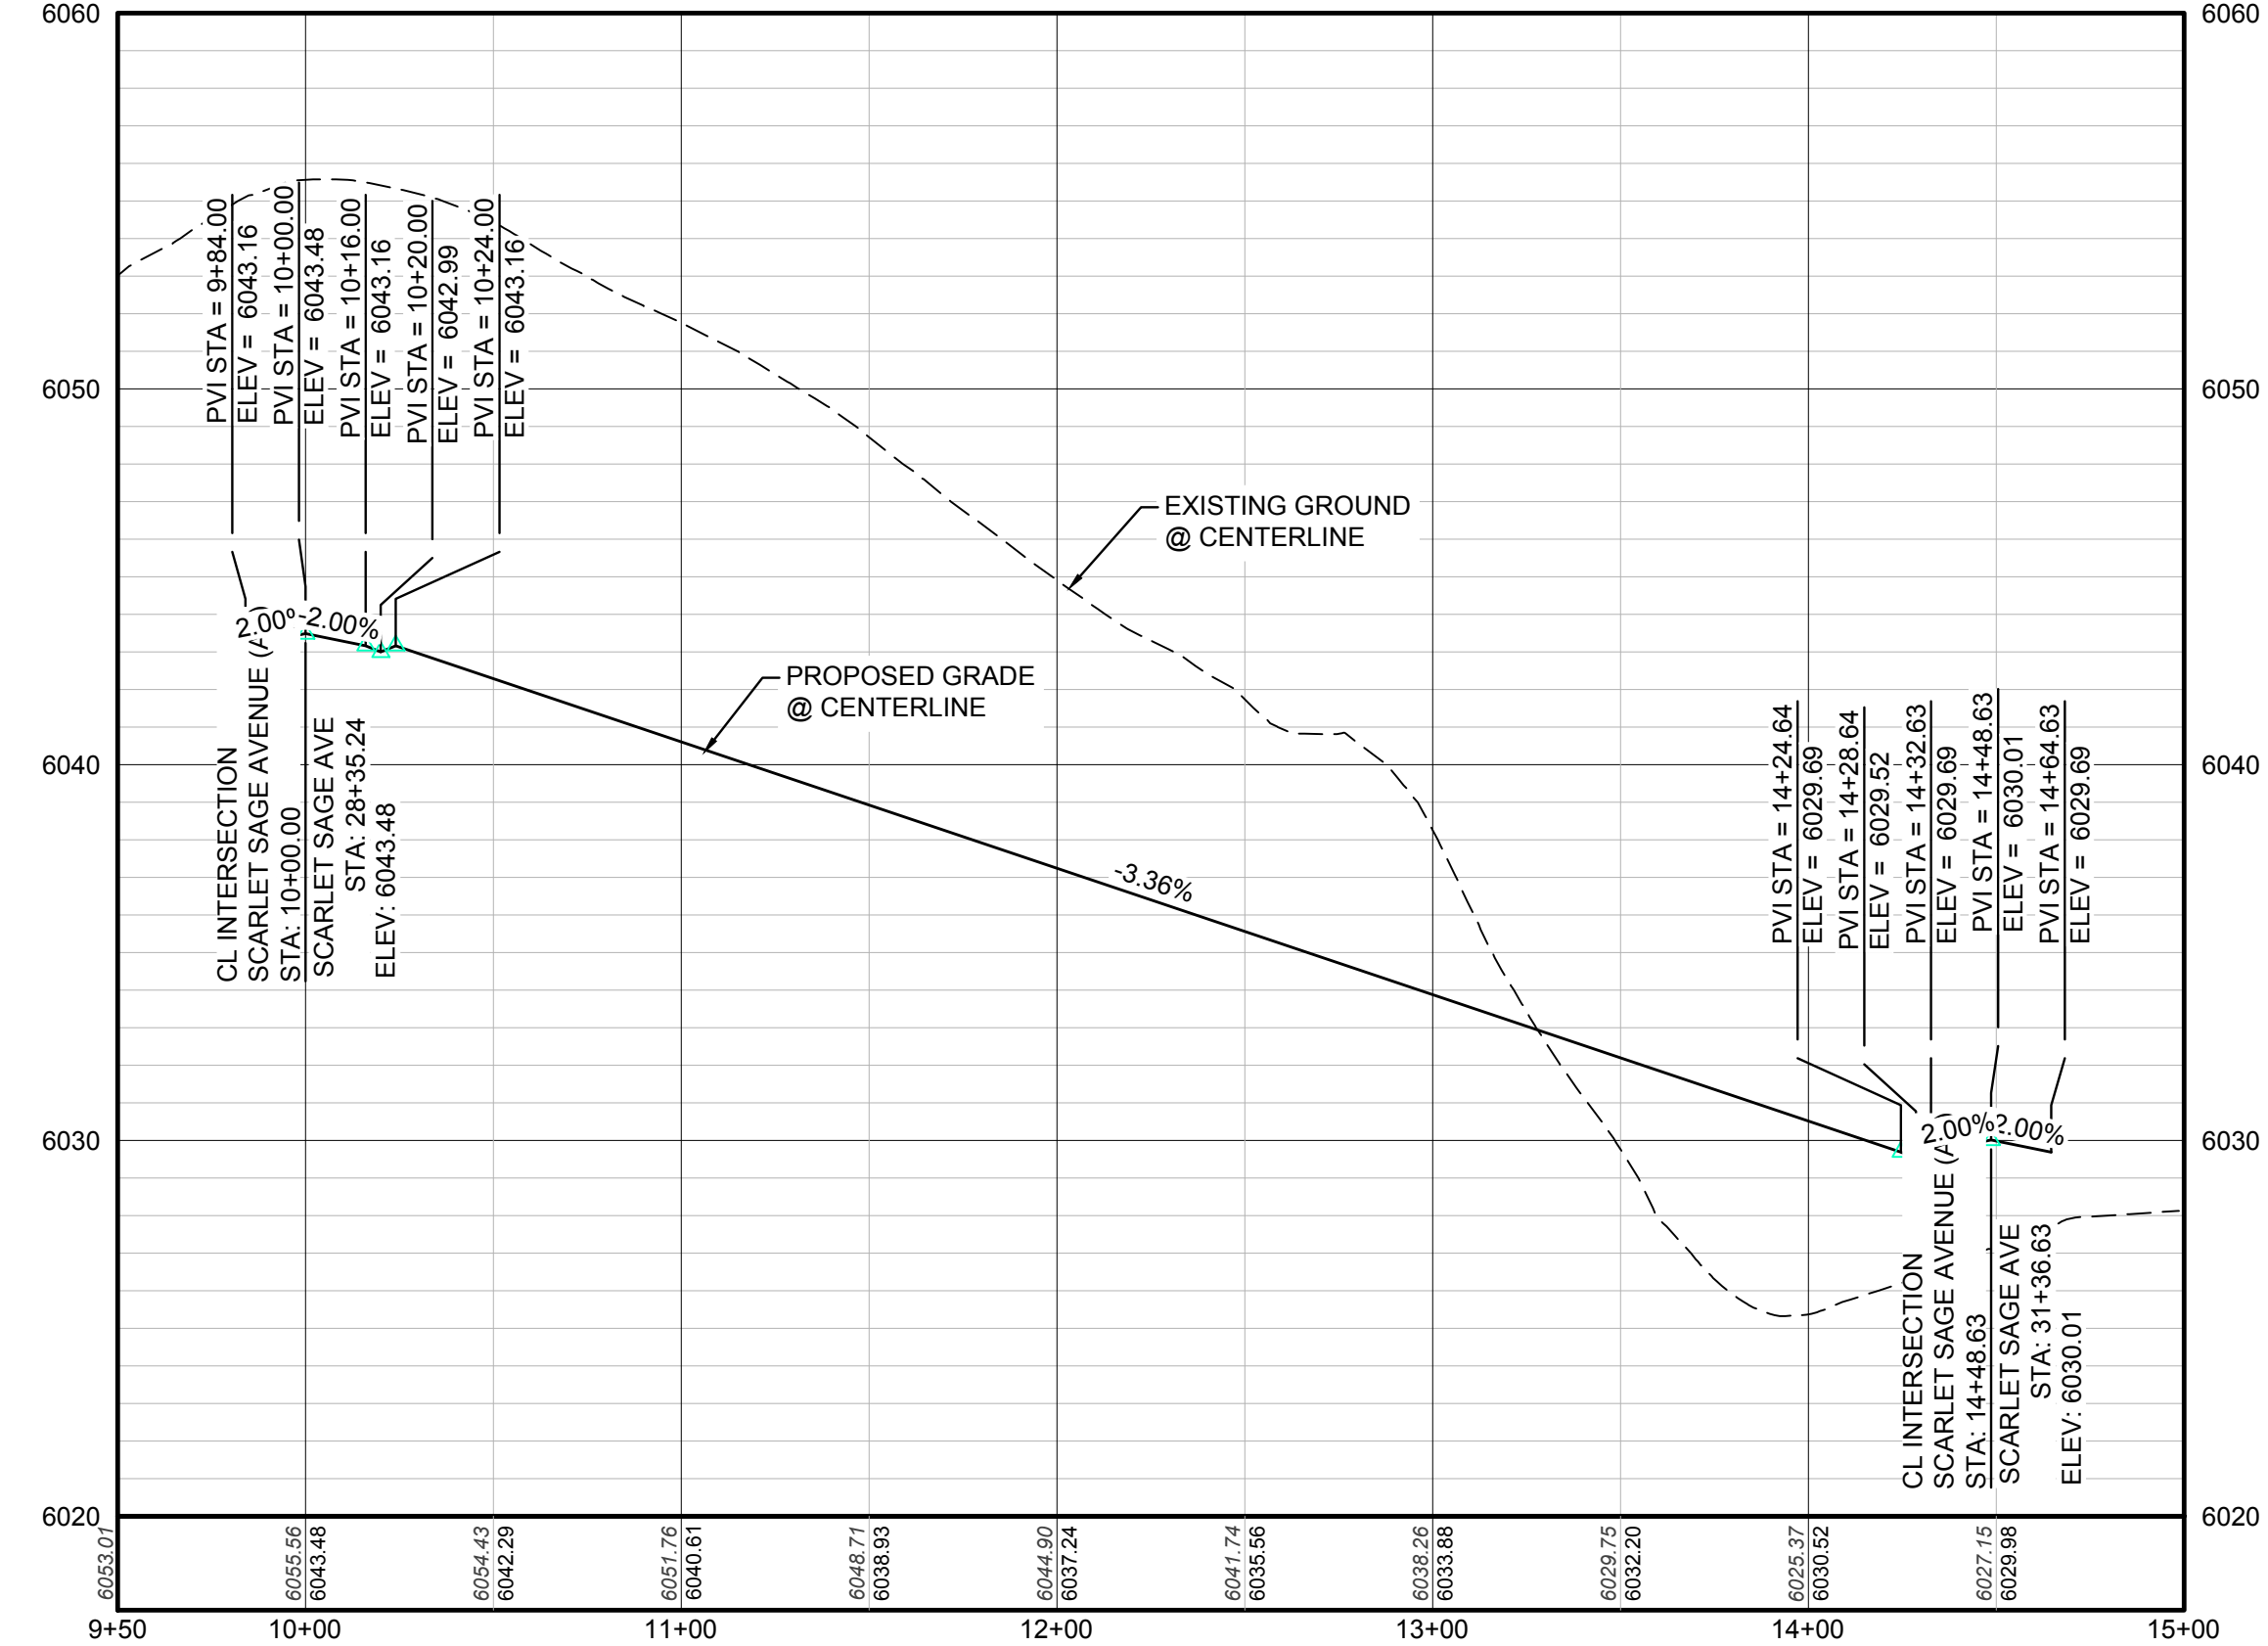 6060
6060
PVI STA = 9+84.00
ELEV = 6043.16
PVI STA = 10+00.00
ELEV = 6043.48
PVI STA = 10+16.00
ELEV = 6043.16
PVI STA = 10+20.00
ELEV = 6042.99
PVI STA = 10+24.00
ELEV = 6043.16
6050
6050
EXISTING GROUND
@ CENTERLINE
-2.00%
PROPOSED GRADE
@ CENTERLINE
CL INTERSECTION
SCARLET SAGE AVENUE
STA: 10+00.00
SCARLET SAGE AVE
STA: 28+35.24
ELEV: 6043.48
6040
6040
PVI STA = 14+24.64
ELEV = 6029.69
PVI STA = 14+28.64
ELEV = 6029.52
PVI STA = 14+32.63
ELEV = 6029.69
PVI STA = 14+48.63
ELEV = 6030.01
PVI STA = 14+64.63
ELEV = 6029.69
-3.36%
6030
6030
2.00%
CL INTERSECTION
SCARLET SAGE AVENUE
STA: 14+48.63
SCARLET SAGE AVE
STA: 31+36.63
ELEV: 6030.01
6020
6020
6053.01
6055.56
6043.48
6054.43
6042.29
6051.76
6040.61
6048.71
6038.93
6044.90
6037.24
6041.74
6035.56
6038.26
6033.88
6029.75
6032.20
6025.37
6030.52
6027.15
6029.98
9+50
10+00
11+00
12+00
13+00
14+00
15+00